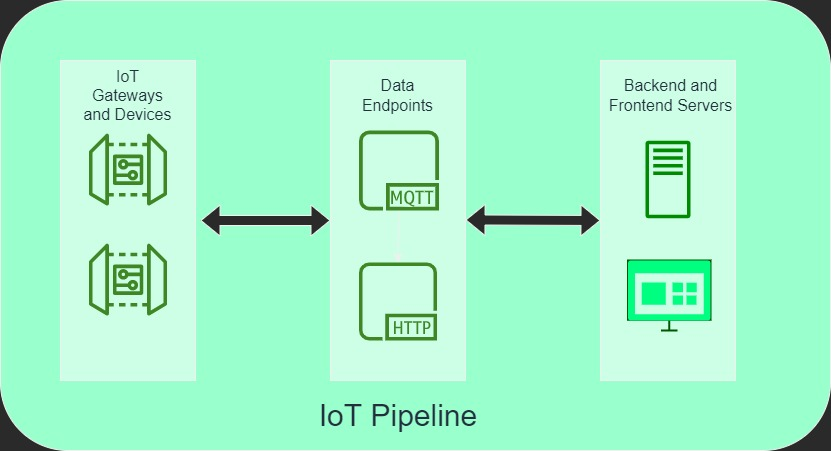 IoT
Gateways
and Devices
Data
Endpoints
MQTT
HTTP
Backend and
Frontend Servers
IoT Pipeline